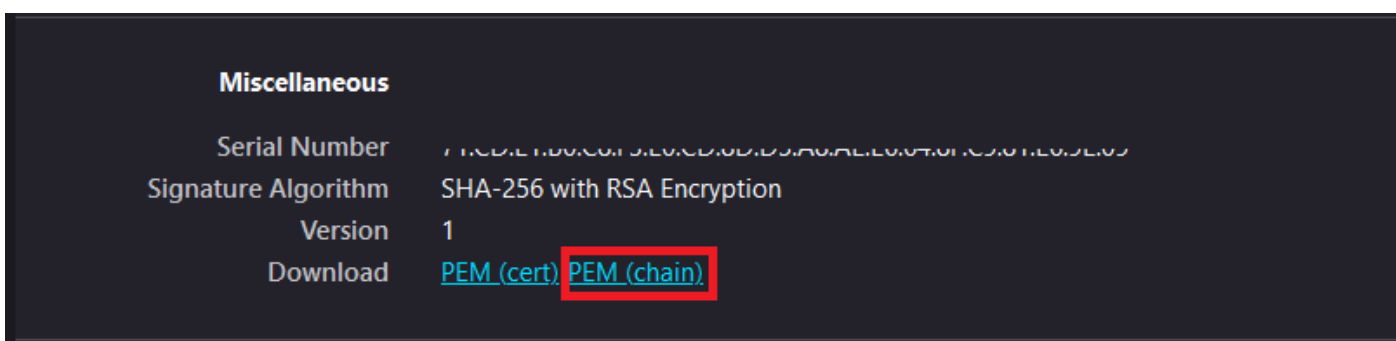 Miscellaneous
Serial Number
Signature Algorithm SHA-256 with RSA Encryption
Version 1
Download PEM (cert) PEM (chain)